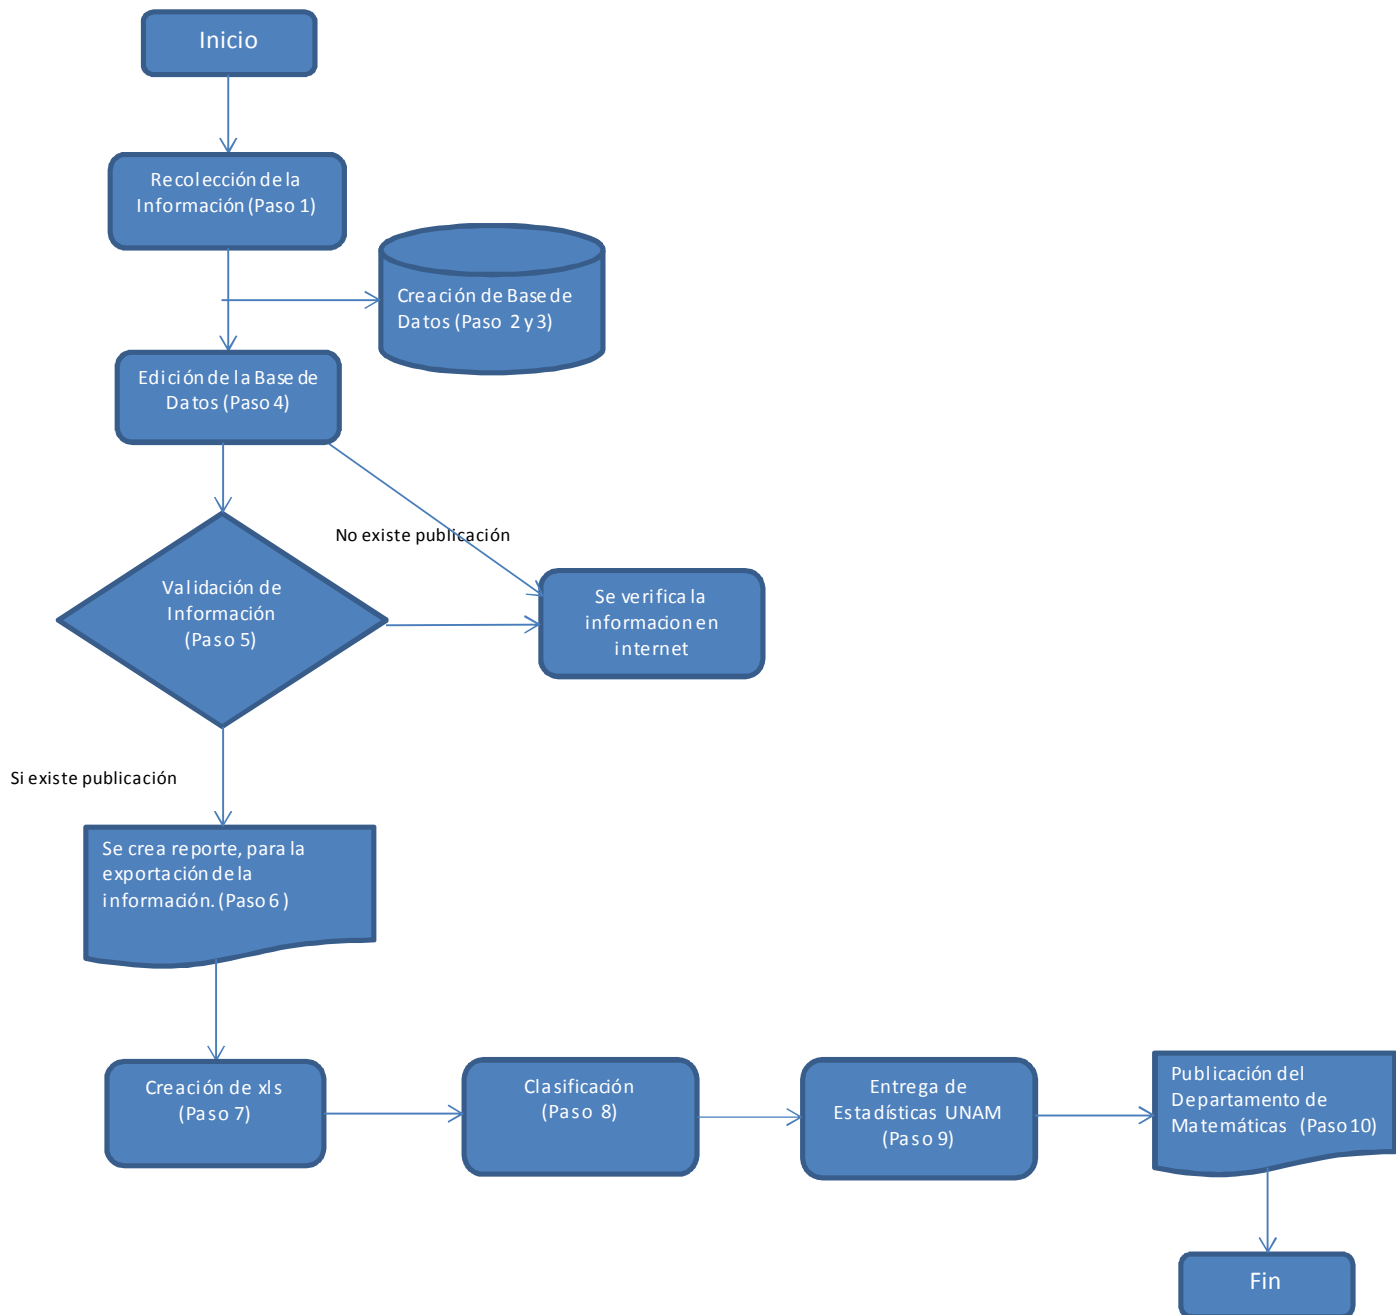 Inicio
Recolección de la
Información (Paso 1)
Creación de Base de
Datos (Paso 2 y 3)
Edición de la Base de
Datos (Paso 4)
No existe publicación
Validación de
Información
(Paso 5)
Se verifica la
informacion en
internet
Si existe publicación
Se crea reporte, para la
exportación de la
información. (Paso 6 )
Creación de xls
(Paso 7)
Clasificación
(Paso 8)
Entrega de
Estadísticas UNAM
(Paso 9)
Publicación del
Departamento de
Matemáticas (Paso 10)
Fin